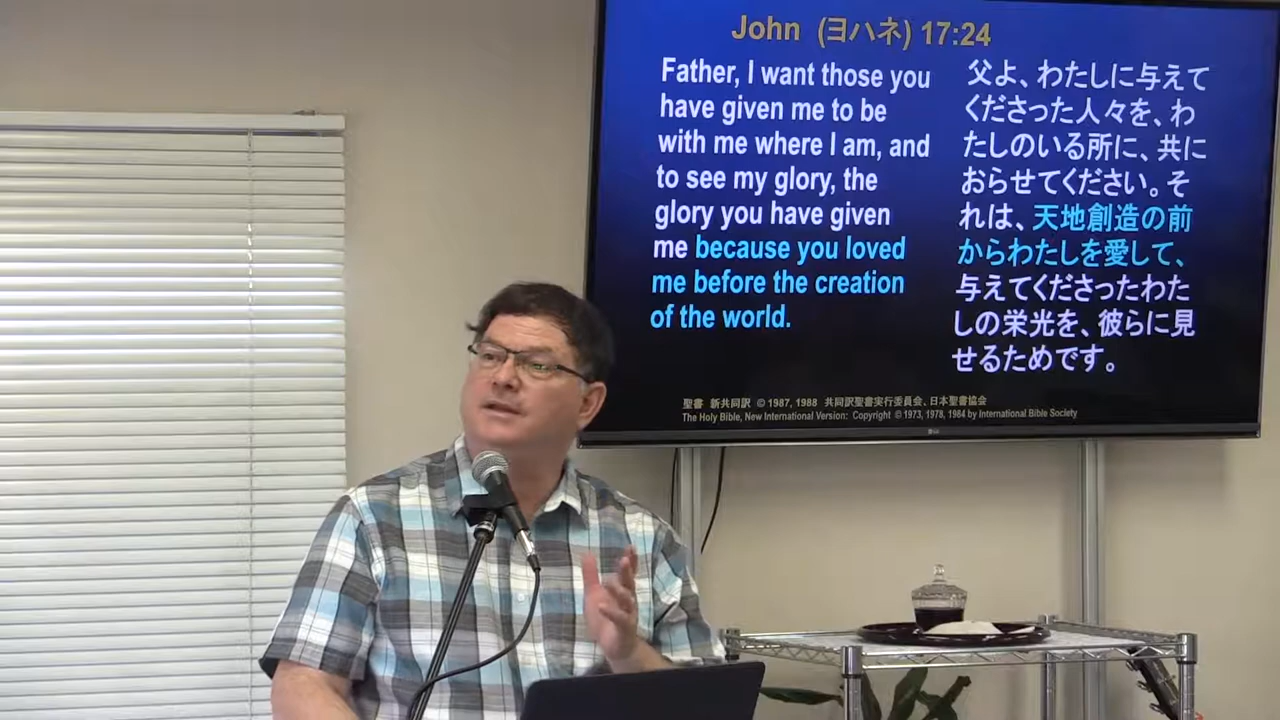 John (ヨハネ) 17:24
Father, I want those you
have given me to be
with me where I am, and
to see my glory, the
glory you have given
me because you loved
me before the creation
of the world.
父よ、わたしに与えて
くださった人々を、わ
たしのいる所に、共に
おらせてください。そ
れは、天地創造の前
からわたしを愛して、
与えてくださったわた
しの栄光を、彼らに見
せるためです。
聖書 新共同訳 © 1987, 1988 共同訳聖書実行委員会、日本聖書協会
The Holy Bible, New International Version: Copyright © 1973, 1978, 1984 by International Bible Society
LG